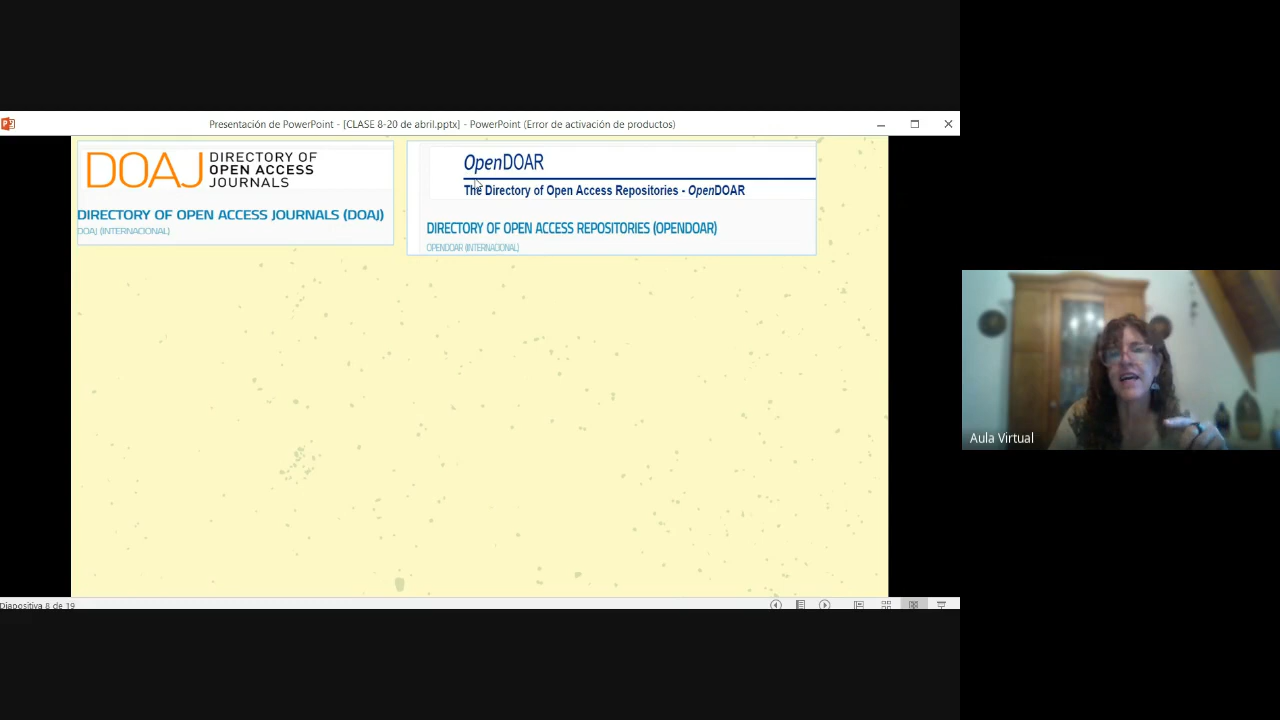 Presentación de PowerPoint - [CLASE 8-20 de abril.pptx] - PowerPoint (Error de activación de productos)
DOAJ DIRECTORY OF
OPEN ACCESS
JOURNALS
DIRECTORY OF OPEN ACCESS JOURNALS (DOAJ)
DOAJ (INTERNACIONAL)
OpenDOAR
The Directory of Open Access Repositories - OpenDOAR
DIRECTORY OF OPEN ACCESS REPOSITORIES (OPENDOAR)
OPENDOAR (INTERNACIONAL)
Aula Virtual
Diapositiva 8 de 19